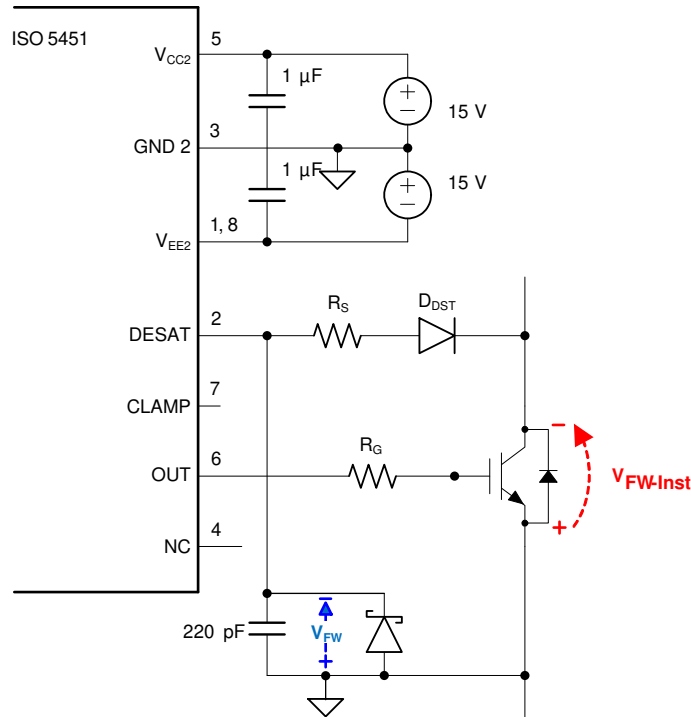 ISO 5451
5
VCC2
1 µF
+
−
15 V
3
GND 2
1 µF
+
−
15 V
1, 8
VEE2
RS
DDST
2
DESAT
7
CLAMP
RG
6
OUT
−
VFW-Inst
+
4
NC
220 pF
−
VFW
+